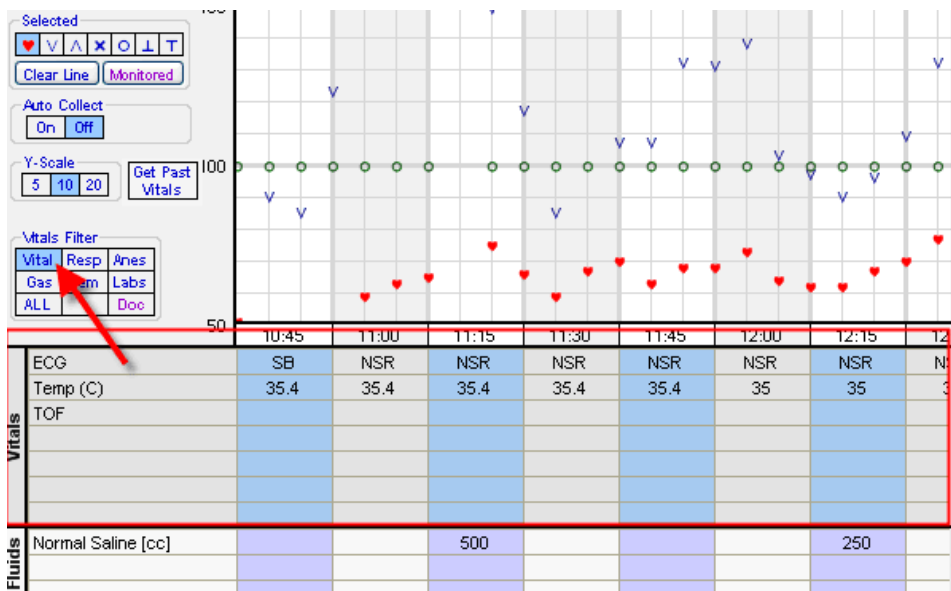 Selected
Clear Line Monitored
Auto Collect
On Off
Y-Scale
5 10 20
Get Past
Vitals
100
Vitals Filter
Vital Resp Anes
Gas Labs
ALL Doc
50
10:45 11:00 11:15 11:30 11:45 12:00 12:15 12
Vitals
ECG SB NSR NSR NSR NSR NSR NSR
Temp (C) 35.4 35.4 35.4 35.4 35.4 35 35
TOF
Fluids
Normal Saline [cc] 500 250